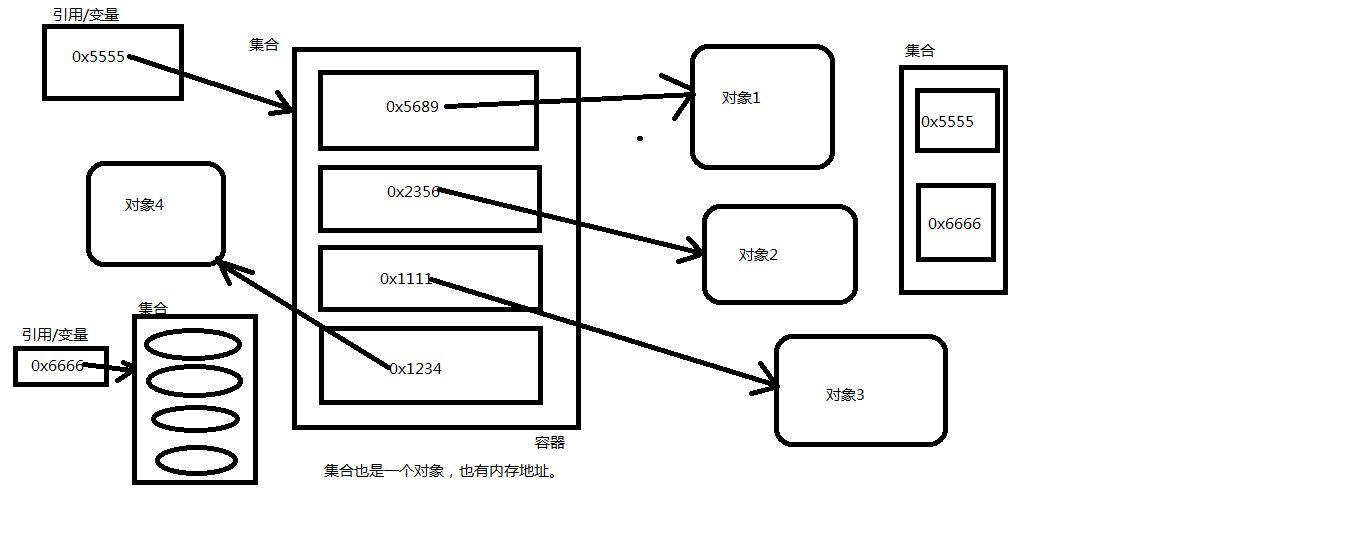 引用/变量
0x5555
集合
0x5689
对象1
集合
0x5555
0x2356
对象4
对象2
0x6666
0x1111
集合
引用/变量
0x6666
0x1234
对象3
容器
集合也是一个对象，也有内存地址。